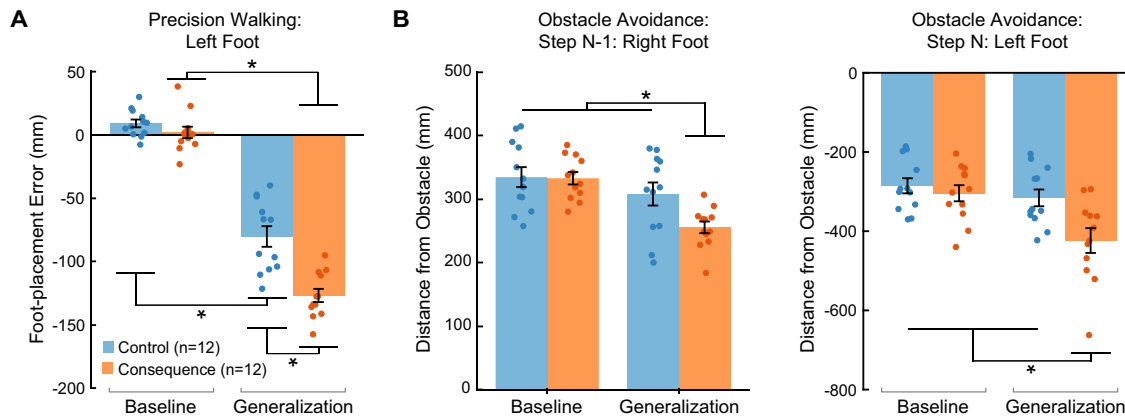 A
Precision Walking:
Left Foot
Foot-placement Error (mm)
50
0
-50
-100
-150
-200
*
*
*
Control (n=12)
Consequence (n=12)
Baseline
Generalization
B
Obstacle Avoidance:
Step N-1: Right Foot
Distance from Obstacle (mm)
500
400
300
200
100
0
*
Baseline
Generalization
Obstacle Avoidance:
Step N: Left Foot
Distance from Obstacle (mm)
0
-200
-400
-600
-800
*
Baseline
Generalization